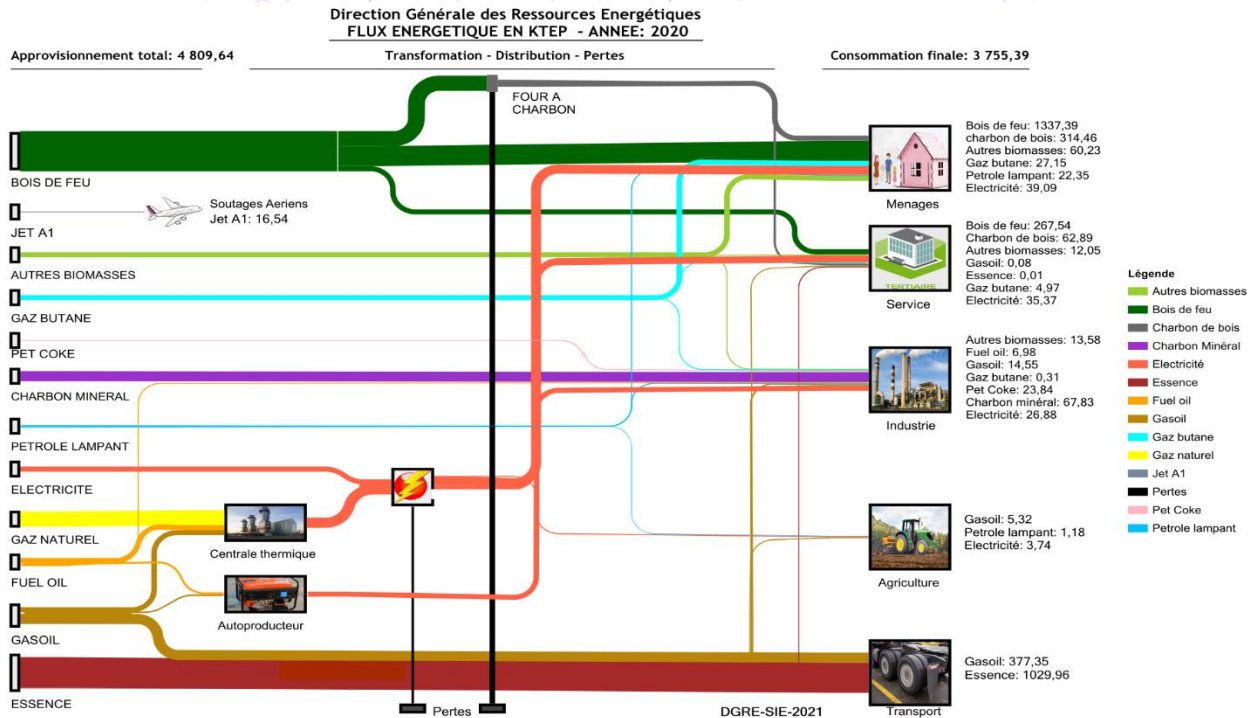 Direction Générale des Ressources Energétiques
FLUX ENERGETIQUE EN KTEP - ANNEE: 2020
Approvisionnement total: 4 809,64
Transformation - Distribution - Pertes
Consommation finale: 3 755,39
FOUR A
CHARBON
BOIS DE FEU
Soutages Aeriens
Jet A1: 16,54
JET A1
AUTRES BIOMASSES
GAZ BUTANE
PET COKE
CHARBON MINERAL
PETROLE LAMPANT
ELECTRICITE
GAZ NATUREL
FUEL OIL
GASOIL
ESSENCE
Centrale thermique
Autoproducteur
Pertes
DGRE-SIE-2021
Menages
Bois de feu: 1337,39
charbon de bois: 314,46
Autres biomasses: 60,23
Gaz butane: 27,15
Petrole lampant: 22,35
Electricité: 39,09
TERTIAIRE
Service
Bois de feu: 267,54
Charbon de bois: 62,89
Autres biomasses: 12,05
Gasoil: 0,08
Essence: 0,01
Gaz butane: 4,97
Electricité: 35,37
Industrie
Autres biomasses: 13,58
Fuel oil: 6,98
Gasoil: 14,55
Gaz butane: 0,31
Pet Coke: 23,84
Charbon minéral: 67,83
Electricité: 26,88
Agriculture
Gasoil: 5,32
Petrole lampant: 1,18
Electricité: 3,74
Transport
Gasoil: 377,35
Essence: 1029,96
Légende
Autres biomasses
Bois de feu
Charbon de bois
Charbon Minéral
Electricité
Essence
Fuel oil
Gasoil
Gaz butane
Gaz naturel
Jet A1
Pertes
Pet Coke
Petrole lampant